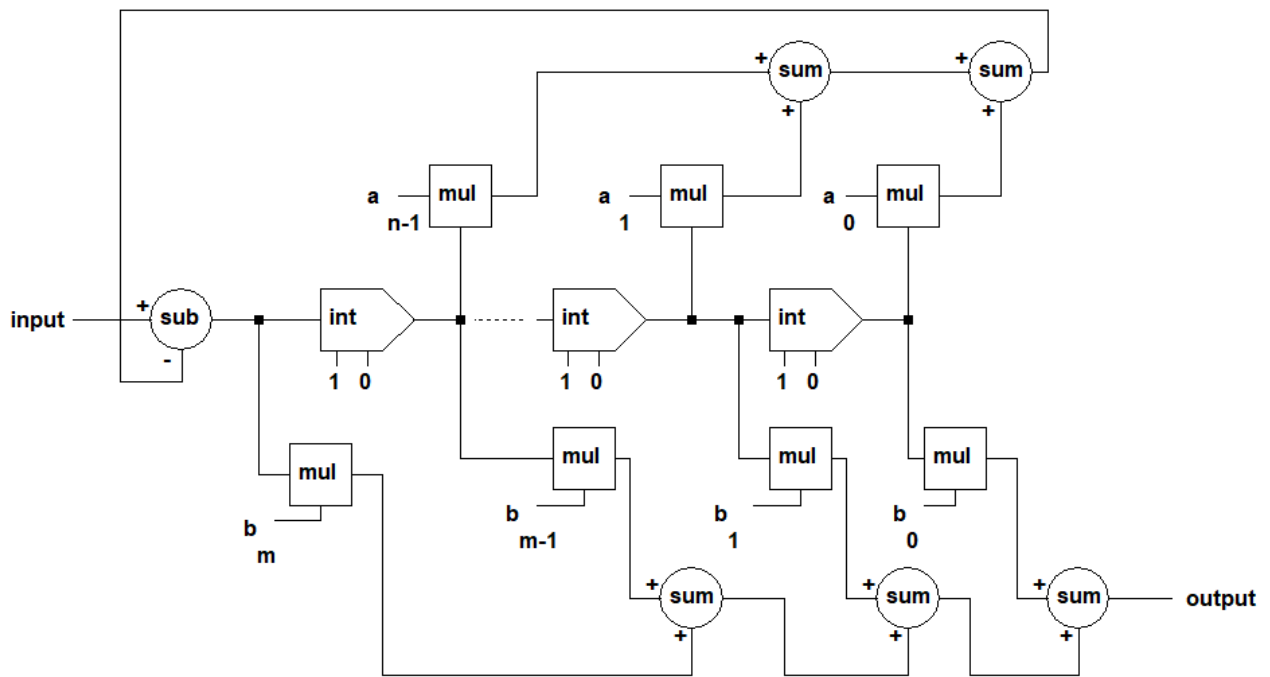 + sum + sum
+ +
a mul a mul a mul
n-1 1 0
input + sub int int int
-
1 0 1 0 1 0
mul mul mul mul
b b b b
m m-1 1 0
+ sum + sum + sum output
+ + +